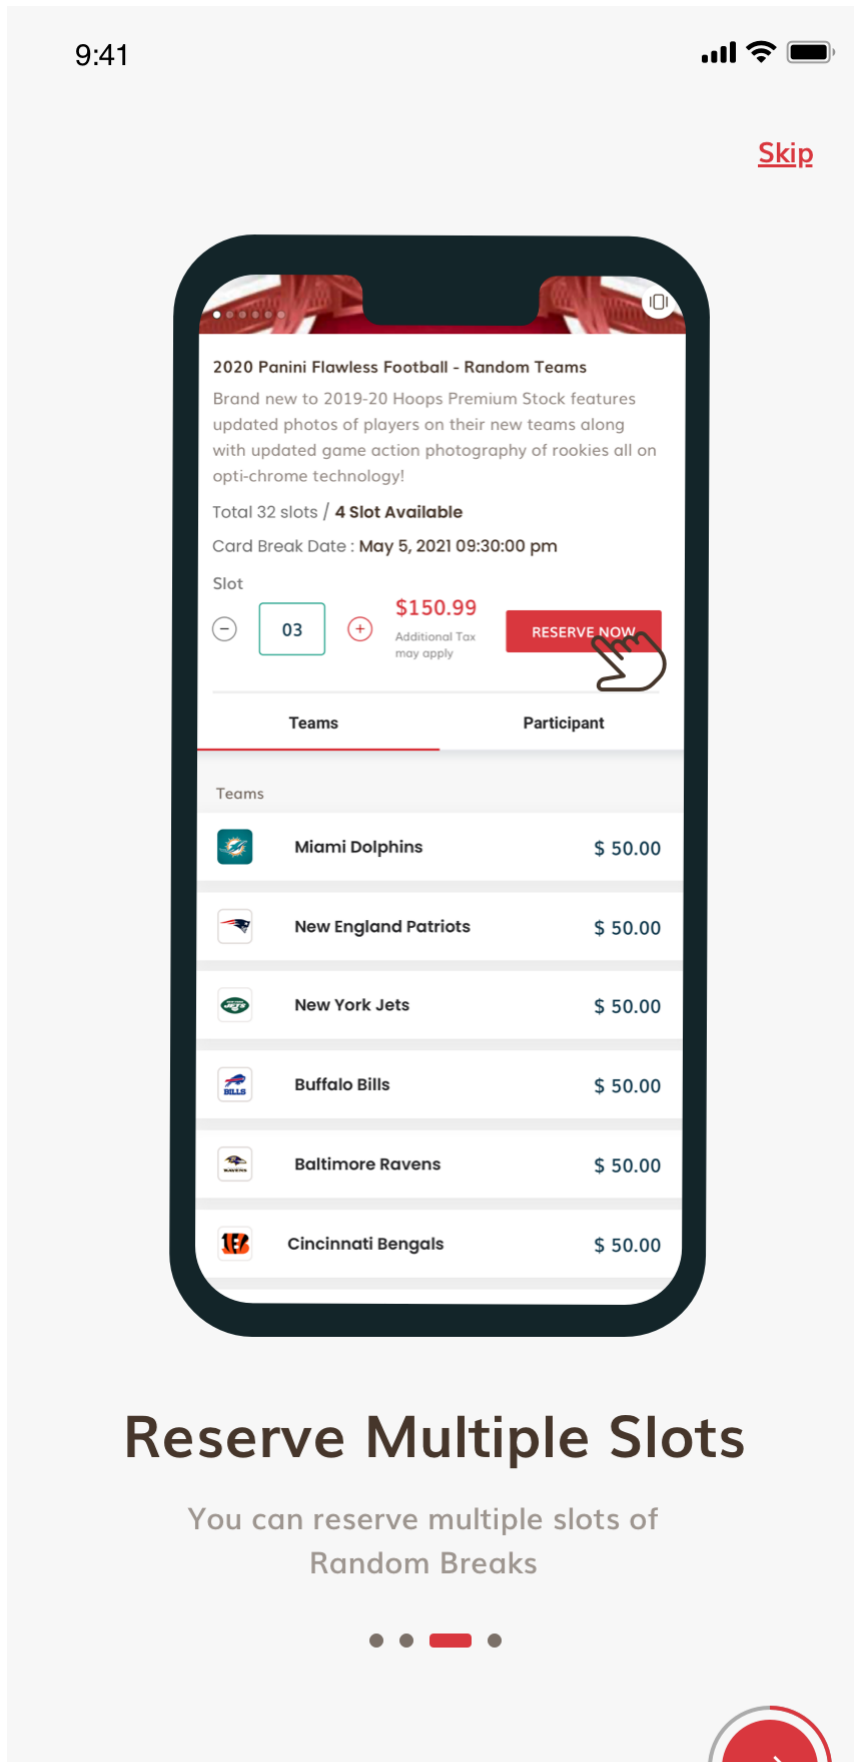 9:41
Skip
2020 Panini Flawless Football - Random Teams
Brand new to 2019-20 Hoops Premium Stock features
updated photos of players on their new teams along
with updated game action photography of rookies all on
opti-chrome technology!
Total 32 slots / 4 Slot Available
Card Break Date : May 5, 2021 09:30:00 pm
Slot
03
$150.99
Additional Tax
may apply
RESERVE NOW
Teams
Participant
Teams
Miami Dolphins $ 50.00
New England Patriots $ 50.00
JETS
New York Jets $ 50.00
BILLS
Buffalo Bills $ 50.00
RAVENS
Baltimore Ravens $ 50.00
Cincinnati Bengals $ 50.00
Reserve Multiple Slots
You can reserve multiple slots of
Random Breaks